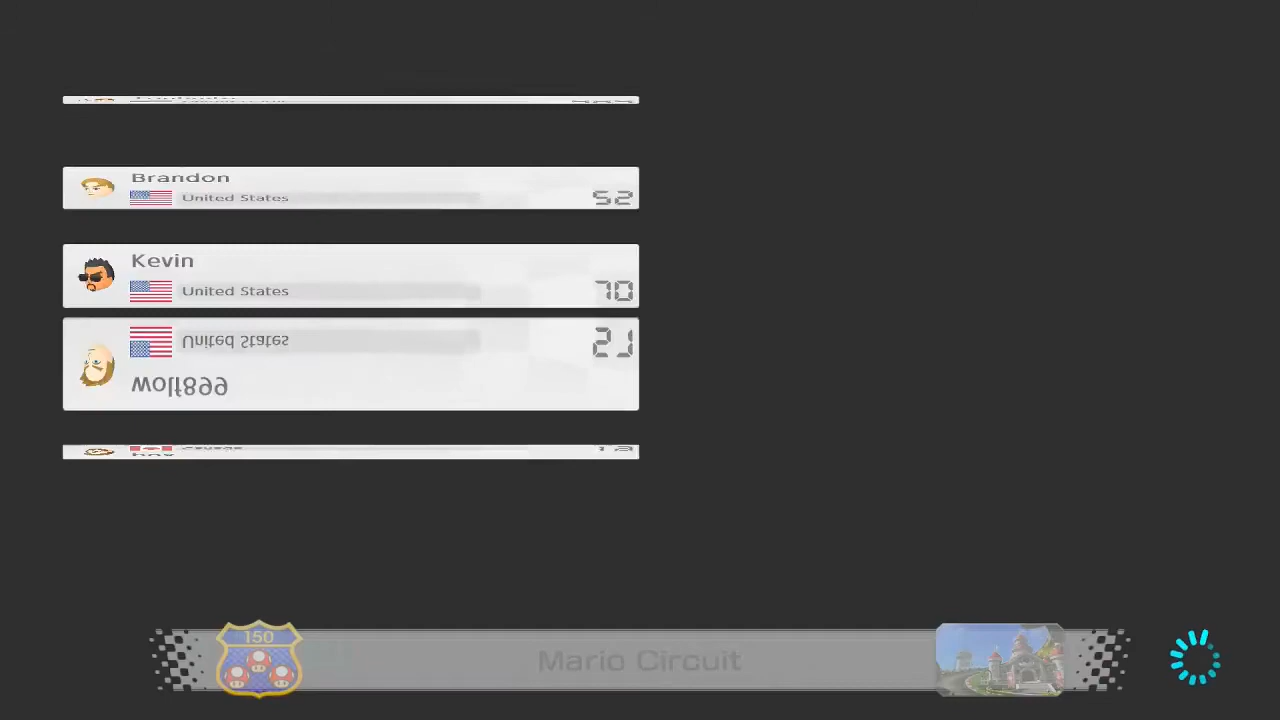 Brandon
United States
52
Kevin
United States
70
United States
21
wolf899
150
Mario Circuit